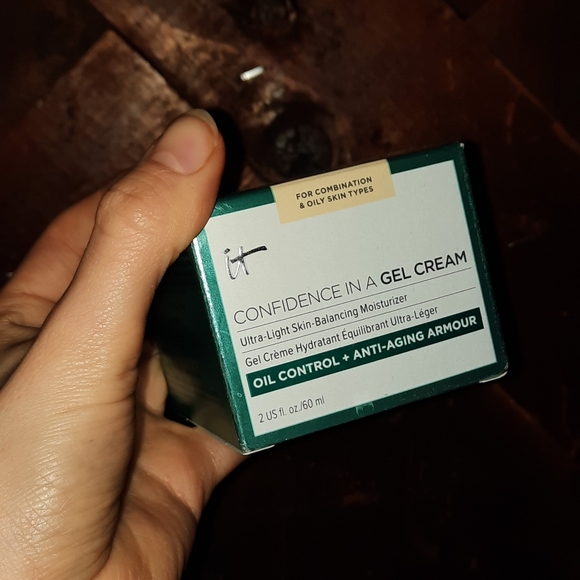 FOR COMBINATION
& OILY SKIN TYPES
it
CONFIDENCE IN A GEL CREAM
Ultra-Light Skin-Balancing Moisturizer
Gel Crème Hydratant Équilibrant Ultra-Léger
OIL CONTROL + ANTI-AGING ARMOUR
2 US fl. oz./60 ml